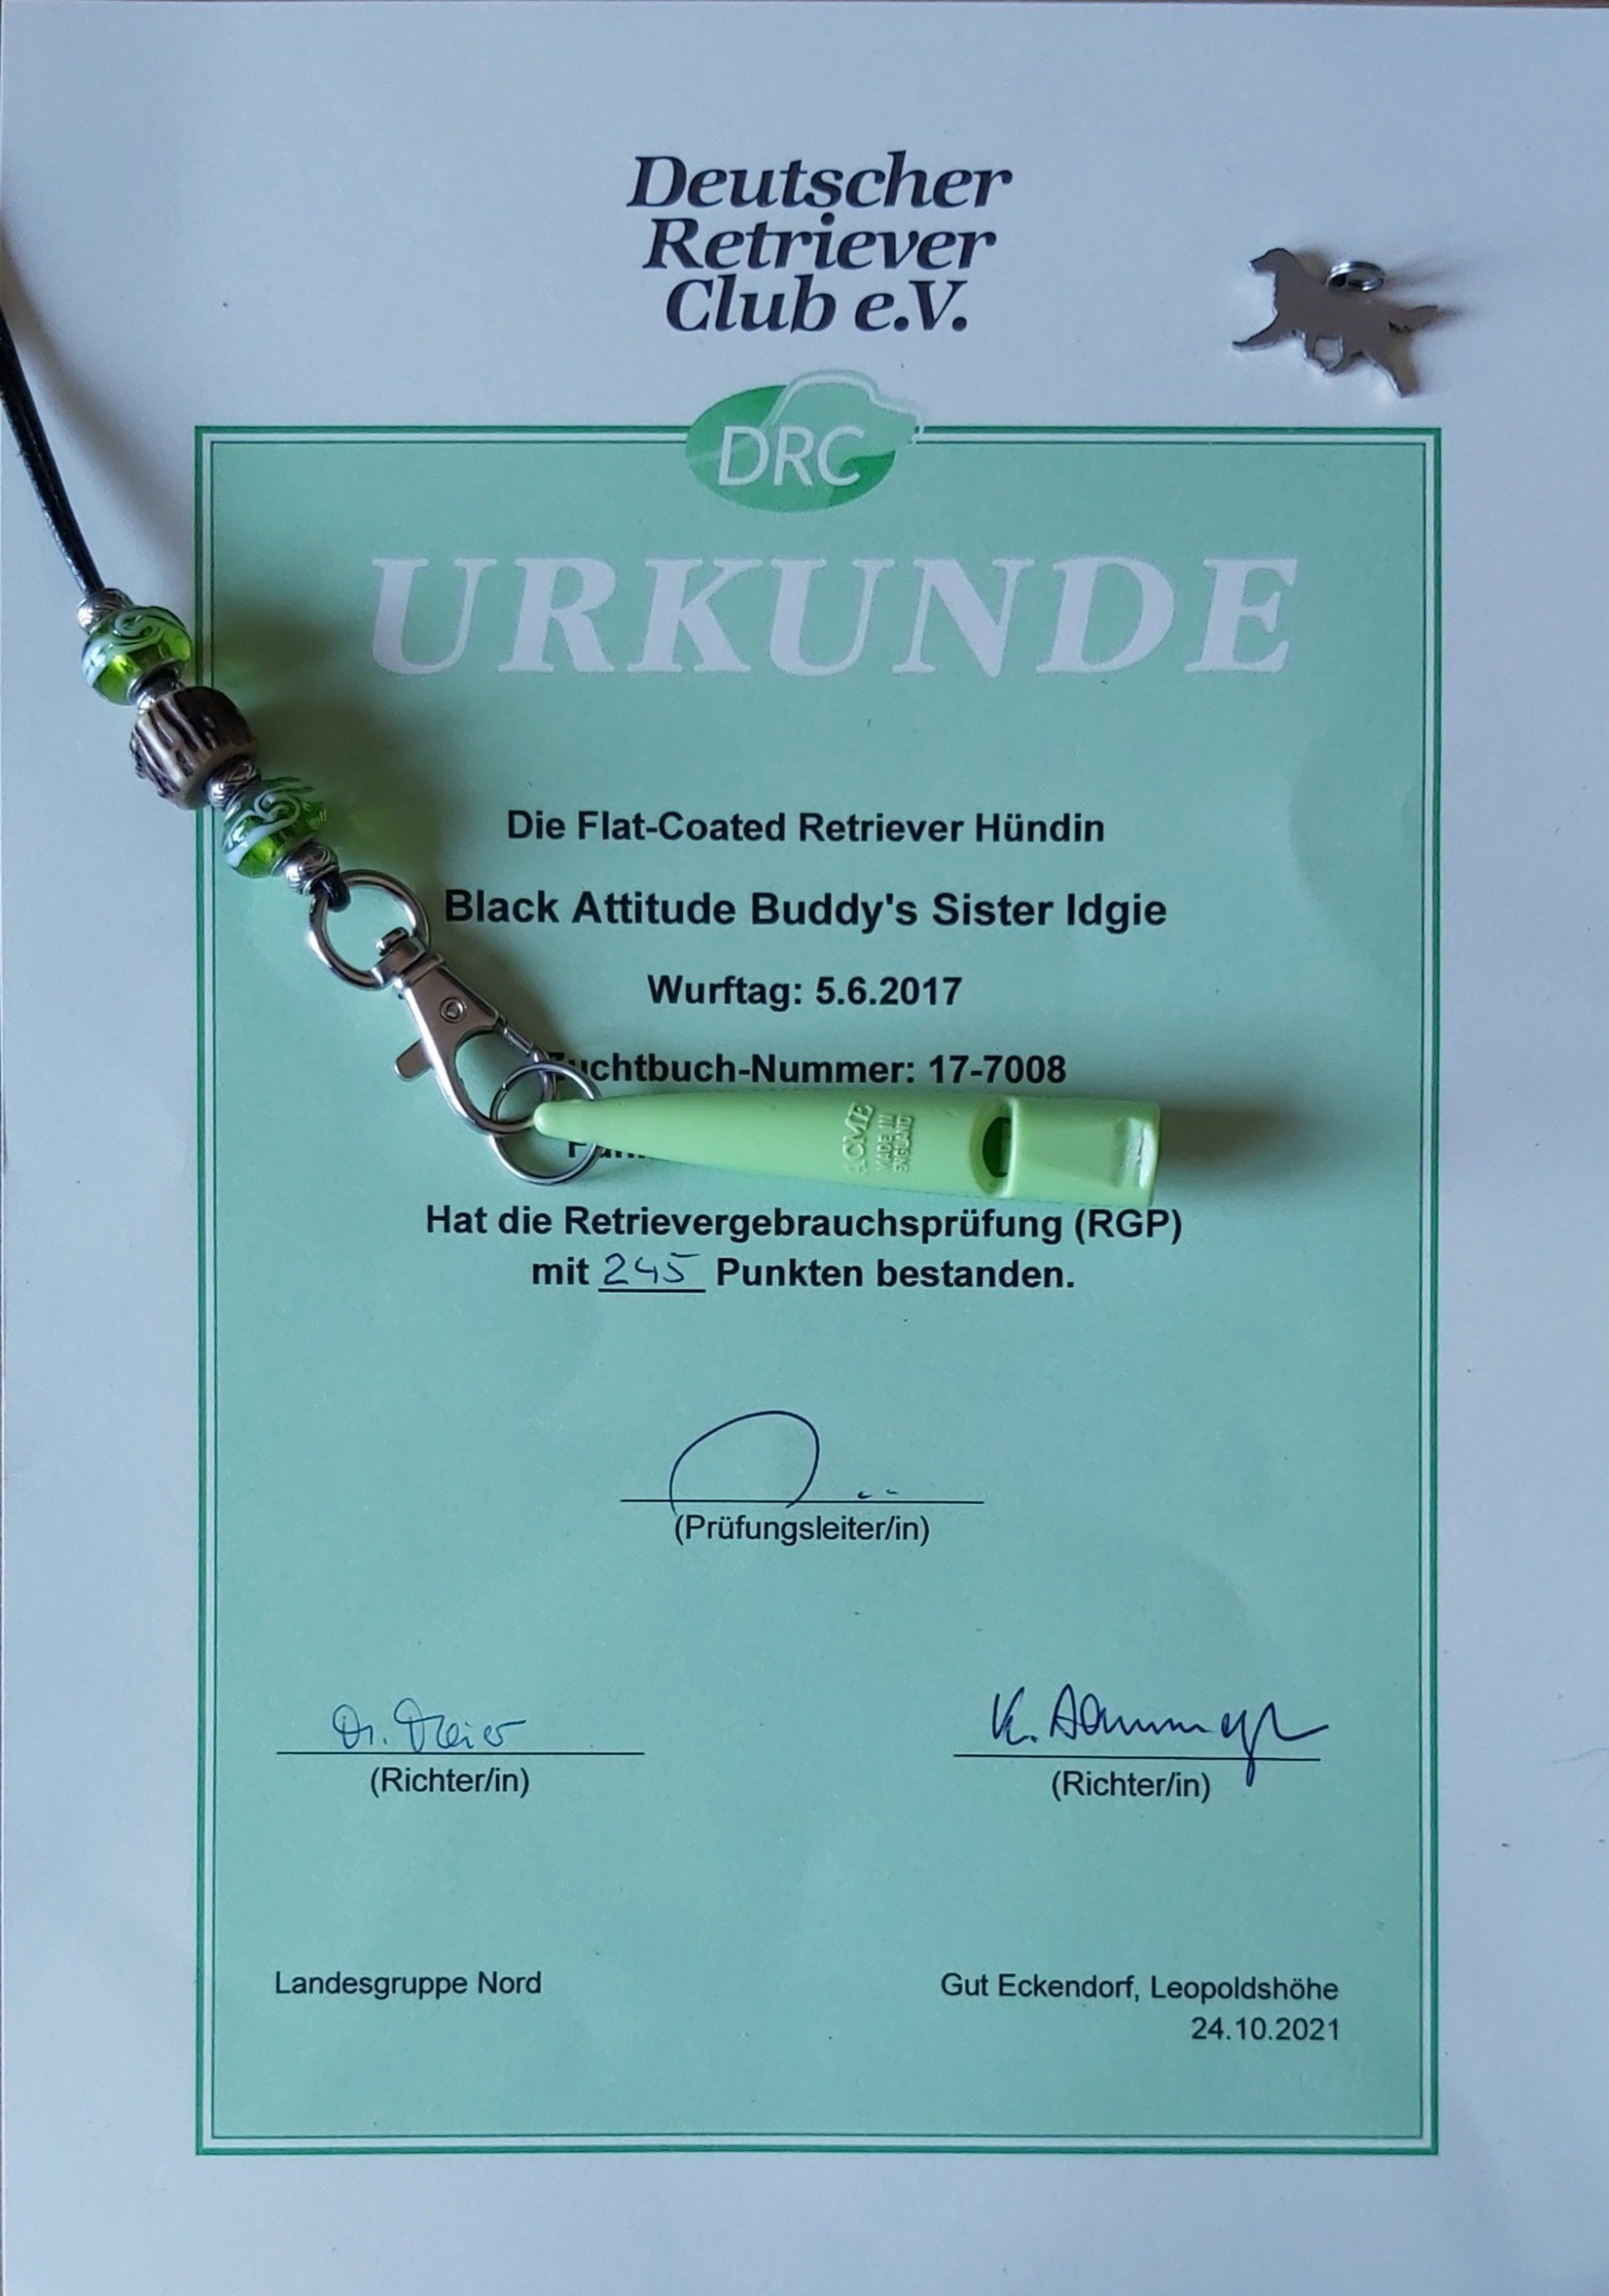 Deutscher
Retriever
Club e.V.
DRC
URKUNDE
Die Flat-Coated Retriever Hündin
Black Attitude Buddy's Sister Idgie
Wurftag: 5.6.2017
Zuchtbuch-Nummer: 17-7008
ACME
MADE IN
ENGLAND
Hat die Retrievergebrauchsprüfung (RGP)
mit 245 Punkten bestanden.
(Prüfungsleiter/in)
Dr.
K.
(Richter/in)
(Richter/in)
Landesgruppe Nord
Gut Eckendorf, Leopoldshöhe
24.10.2021